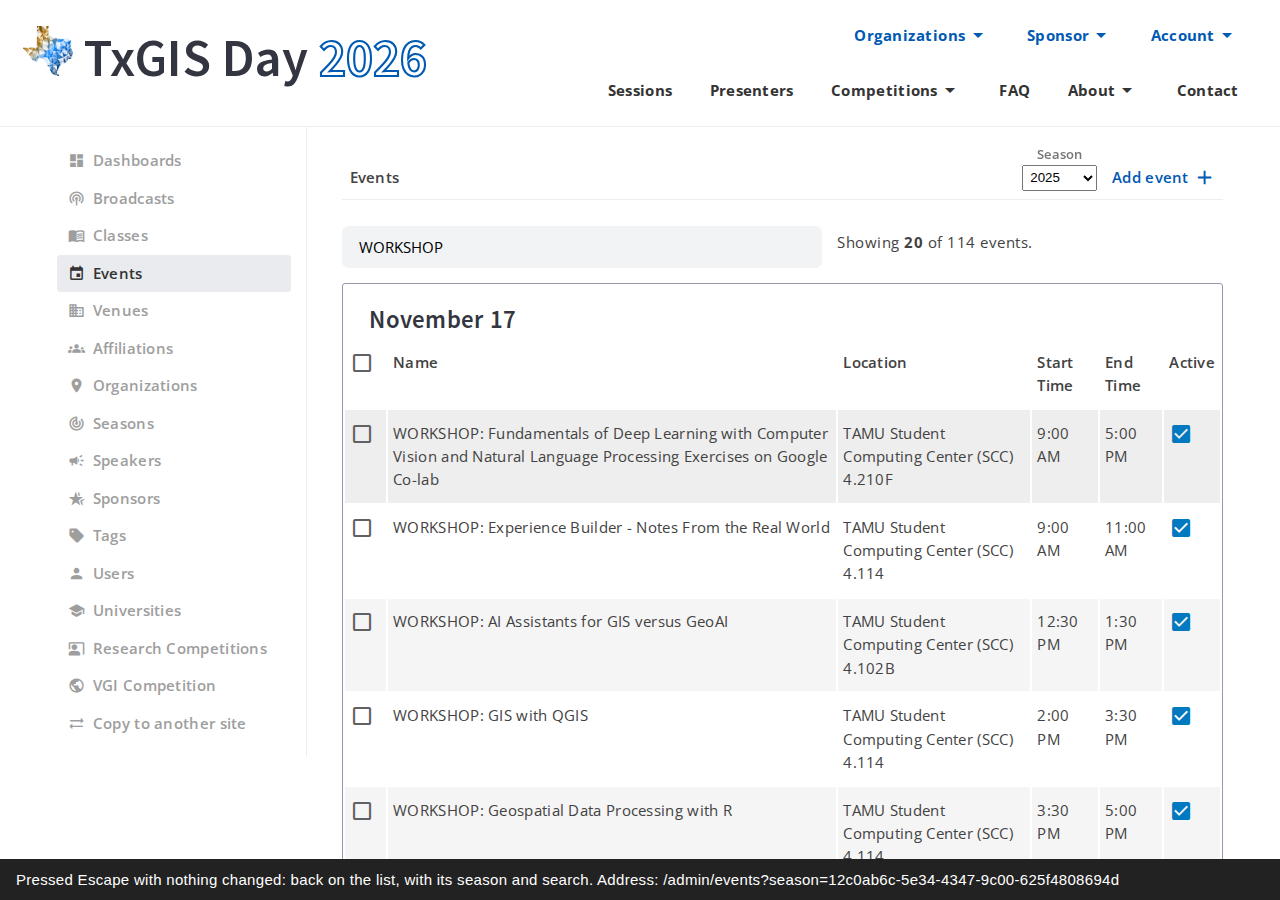 TxGIS Day 2026
Organizations
Sponsor
Account
Sessions
Presenters
Competitions
FAQ
About
Contact
Dashboards
Broadcasts
Classes
Events
Venues
Affiliations
Organizations
Seasons
Speakers
Sponsors
Tags
Users
Universities
Research Competitions
VGI Competition
Copy to another site
Events
Season
2025
Add event
WORKSHOP
Showing 20 of 114 events.
November 17
Name
Location
Start
Time
End
Time
Active
WORKSHOP: Fundamentals of Deep Learning with Computer
Vision and Natural Language Processing Exercises on Google
Co-lab
TAMU Student
Computing Center (SCC)
4.210F
9:00
AM
5:00
PM
WORKSHOP: Experience Builder - Notes From the Real World
TAMU Student
Computing Center (SCC)
4.114
9:00
AM
11:00
AM
WORKSHOP: AI Assistants for GIS versus GeoAI
TAMU Student
Computing Center (SCC)
4.102B
12:30
PM
1:30
PM
WORKSHOP: GIS with QGIS
TAMU Student
Computing Center (SCC)
4.114
2:00
PM
3:30
PM
WORKSHOP: Geospatial Data Processing with R
TAMU Student
Computing Center (SCC)
4.114
3:30
PM
5:00
PM
Pressed Escape with nothing changed: back on the list, with its season and search. Address: /admin/events?season=12c0ab6c-5e34-4347-9c00-625f4808694d